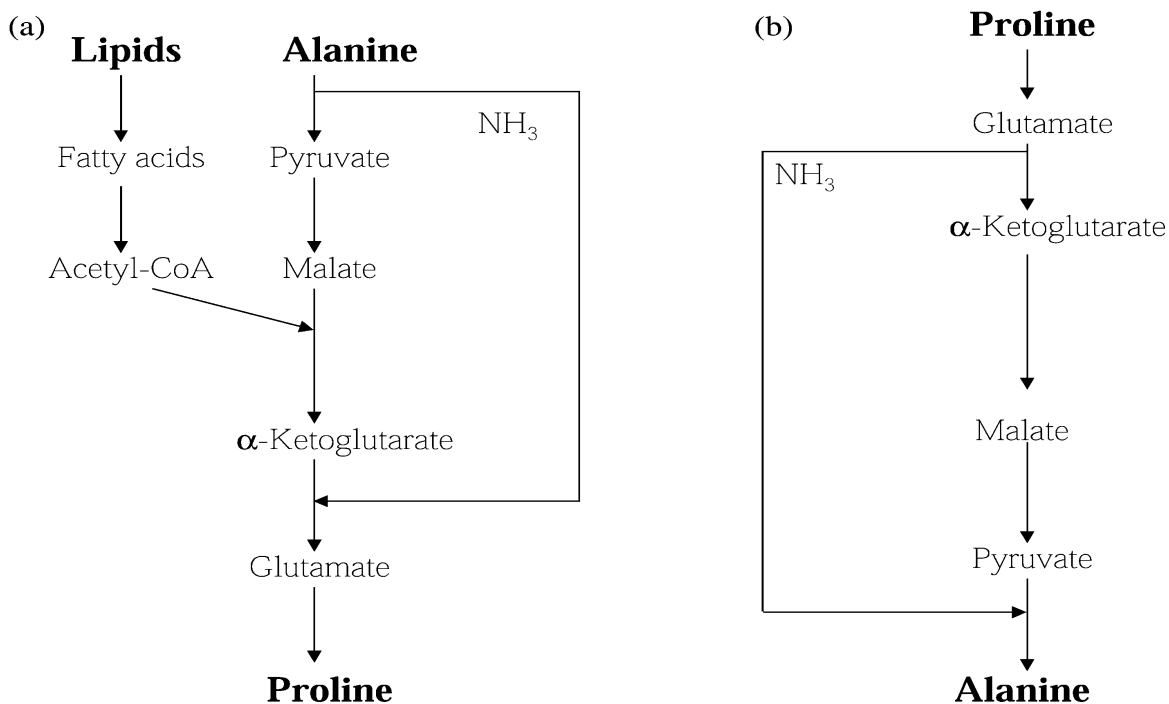 (a)
Lipids
Alanine
NH₃
Fatty acids
Pyruvate
Acetyl-CoA
Malate
α-Ketoglutarate
Glutamate
Proline
(b)
Proline
Glutamate
NH₃
α-Ketoglutarate
Malate
Pyruvate
Alanine